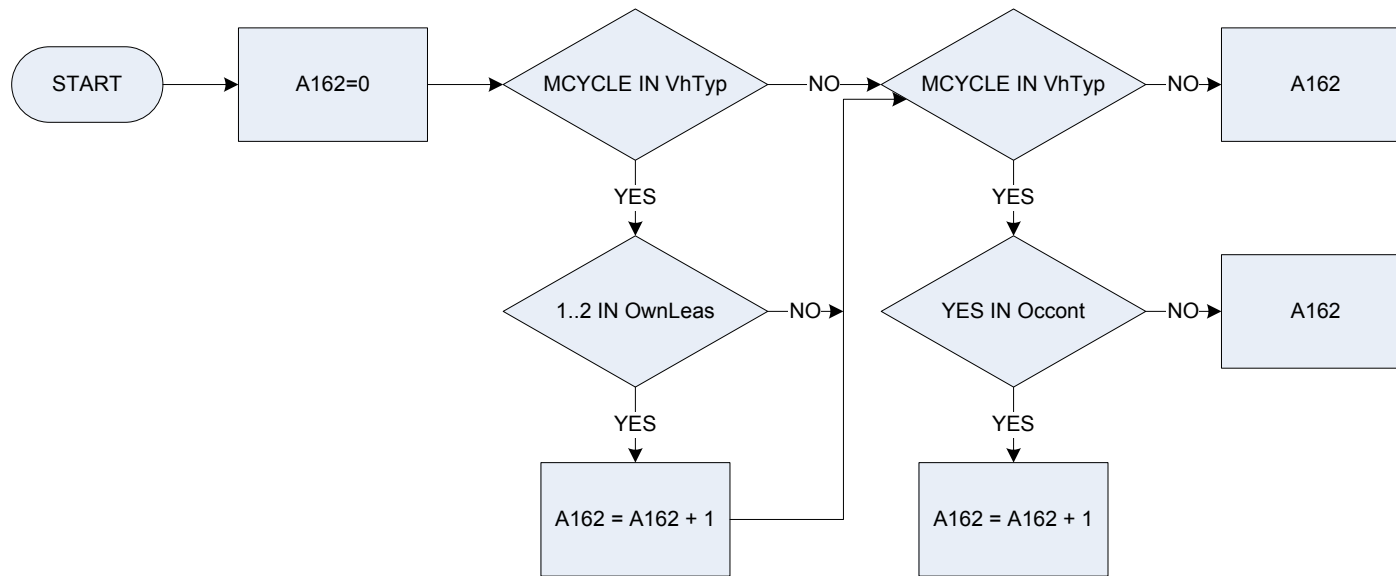 START
A162=0
MCYCLE IN VhTyp
NO
MCYCLE IN VhTyp
NO
A162
YES
YES
1..2 IN OwnLeas
NO
YES IN Occont
NO
A162
YES
YES
A162 = A162 + 1
A162 = A162 + 1